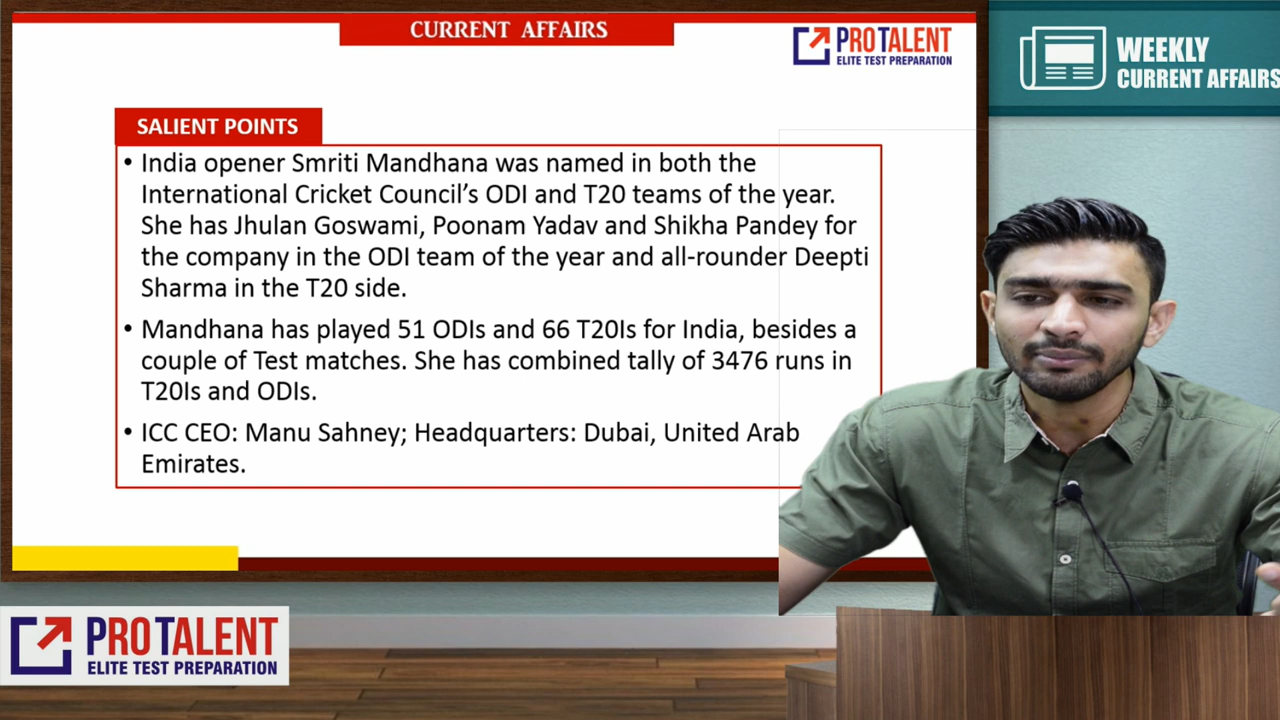 CURRENT AFFAIRS
PROTALENT
ELITE TEST PREPARATION
WEEKLY
CURRENT AFFAIRS
SALIENT POINTS
• India opener Smriti Mandhana was named in both the
International Cricket Council’s ODI and T20 teams of the year.
She has Jhulan Goswami, Poonam Yadav and Shikha Pandey for
the company in the ODI team of the year and all-rounder Deepti
Sharma in the T20 side.
• Mandhana has played 51 ODIs and 66 T20Is for India, besides a
couple of Test matches. She has combined tally of 3476 runs in
T20Is and ODIs.
• ICC CEO: Manu Sahney; Headquarters: Dubai, United Arab
Emirates.
PROTALENT
ELITE TEST PREPARATION